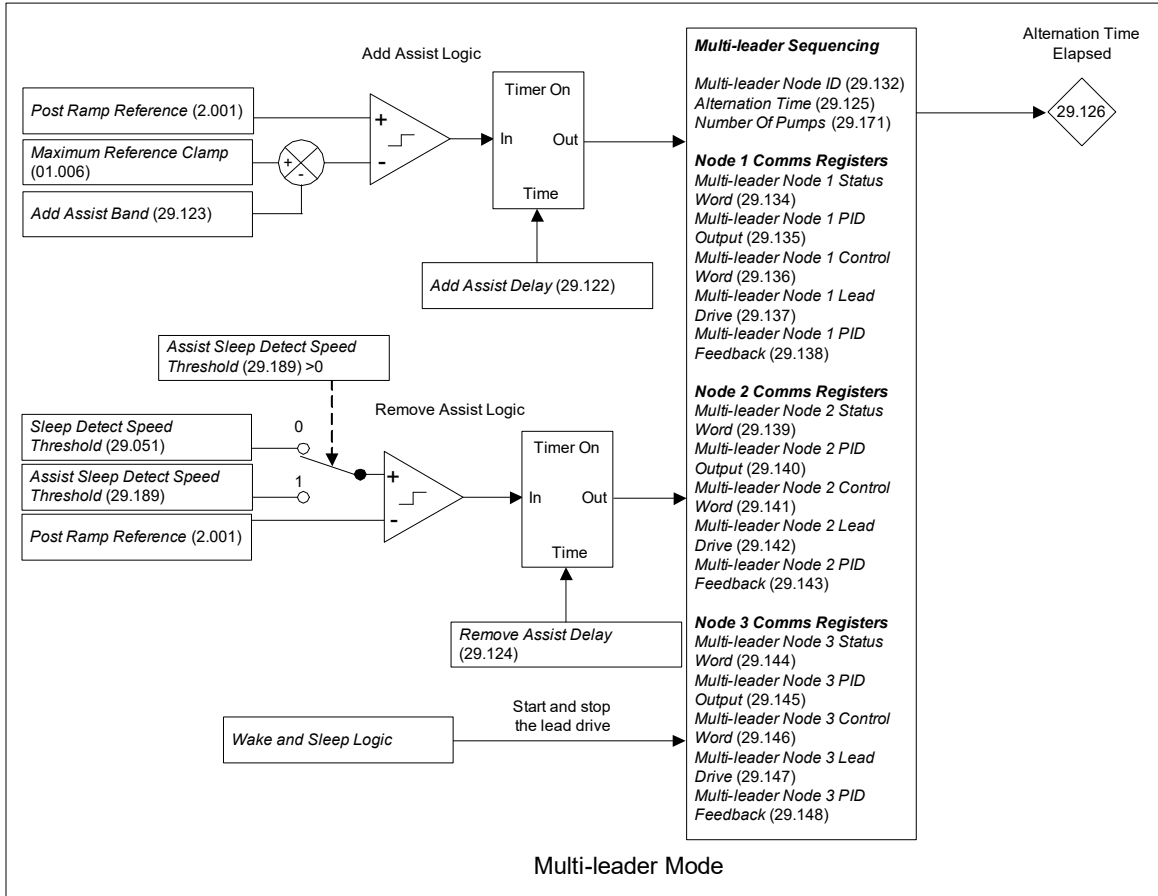 Add Assist Logic
Post Ramp Reference (2.001)
Maximum Reference Clamp
(01.006)
Add Assist Band (29.123)
+
-
+
-
Timer On
In
Out
Time
Add Assist Delay (29.122)
Assist Sleep Detect Speed
Threshold (29.189) >0
Remove Assist Logic
Sleep Detect Speed
Threshold (29.051)
0
Assist Sleep Detect Speed
Threshold (29.189)
1
Post Ramp Reference (2.001)
+
-
Timer On
In
Out
Time
Remove Assist Delay
(29.124)
Wake and Sleep Logic
Start and stop
the lead drive
Multi-leader Sequencing
Multi-leader Node ID (29.132)
Alternation Time (29.125)
Number Of Pumps (29.171)
Node 1 Comms Registers
Multi-leader Node 1 Status
Word (29.134)
Multi-leader Node 1 PID
Output (29.135)
Multi-leader Node 1 Control
Word (29.136)
Multi-leader Node 1 Lead
Drive (29.137)
Multi-leader Node 1 PID
Feedback (29.138)
Node 2 Comms Registers
Multi-leader Node 2 Status
Word (29.139)
Multi-leader Node 2 PID
Output (29.140)
Multi-leader Node 2 Control
Word (29.141)
Multi-leader Node 2 Lead
Drive (29.142)
Multi-leader Node 2 PID
Feedback (29.143)
Node 3 Comms Registers
Multi-leader Node 3 Status
Word (29.144)
Multi-leader Node 3 PID
Output (29.145)
Multi-leader Node 3 Control
Word (29.146)
Multi-leader Node 3 Lead
Drive (29.147)
Multi-leader Node 3 PID
Feedback (29.148)
Alternation Time
Elapsed
29.126
Multi-leader Mode